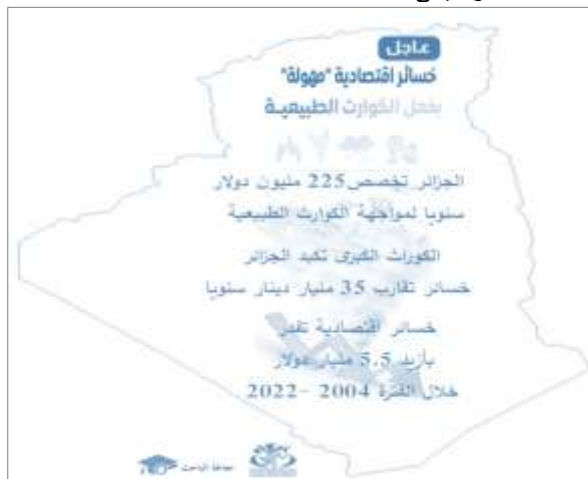 عاجل
خسائر اقتصادية "مهولة"
بفعل الكوارث الطبيعية
الجزائر تخصص 225 مليون دولار
سنويا لمواجهة الكوارث الطبيعية
الكوراث الكبرى تكبد الجزائر
خسائر تقارب 35 مليار دينار سنويا
خسائر اقتصادية تقدر
بأزيد 5.5 مليار دولار
خلال الفترة 2004 -2022